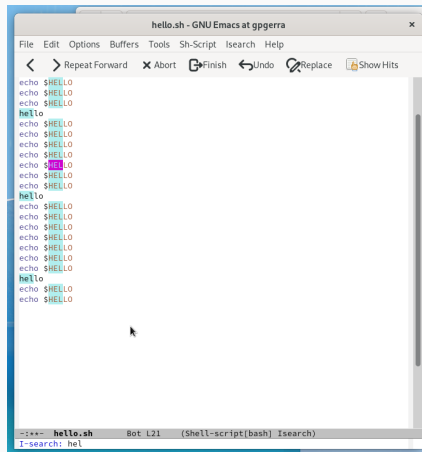 hello.sh - GNU Emacs at gpgerra ×
File Edit Options Buffers Tools Sh-Script Isearch Help
Repeat Forward Abort Finish Undo Replace Show Hits
echo $HELLO
echo $HELLO
echo $HELLO
hello
echo $HELLO
echo $HELLO
echo $HELLO
echo $HELLO
echo $HELLO
echo $HELLO
echo $HELLO
hello
echo $HELLO
echo $HELLO
echo $HELLO
echo $HELLO
echo $HELLO
echo $HELLO
echo $HELLO
hello
echo $HELLO
echo $HELLO
-:**- hello.sh Bot L21 (Shell-script[bash] Isearch)
I-search: hel